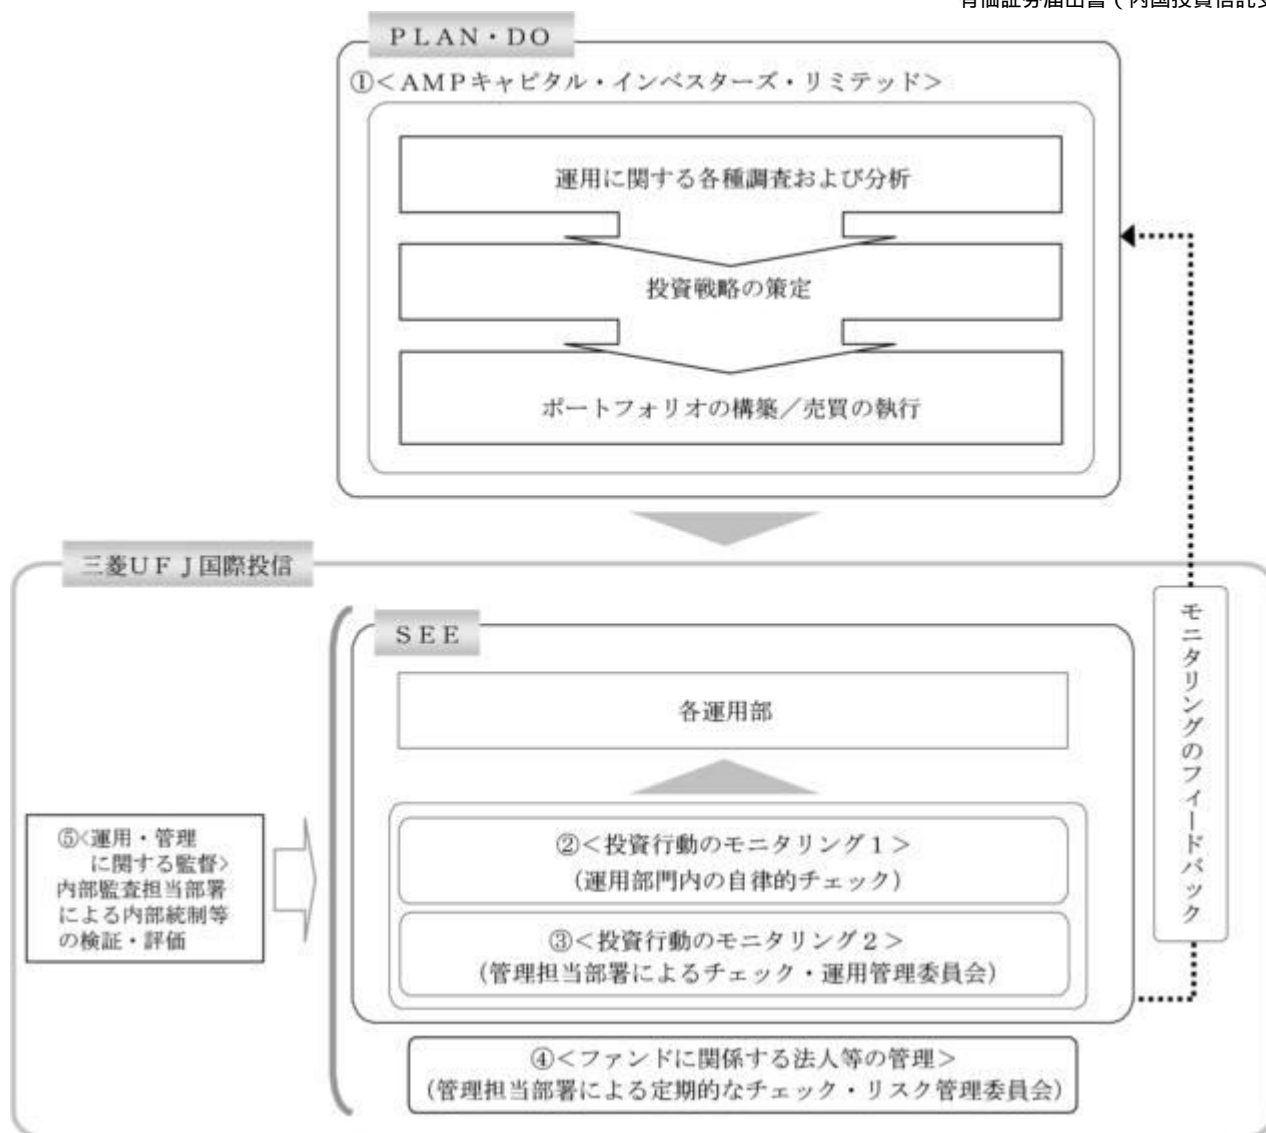 有価証券届出書（内国投資信託受
ＰＬＡＮ・ＤＯ
①＜ＡＭＰキャピタル・インベスターズ・リミテッド＞
運用に関する各種調査および分析
投資戦略の策定
ポートフォリオの構築／売買の執行
三菱ＵＦＪ国際投信
ＳＥＥ
各運用部
②＜投資行動のモニタリング１＞
（運用部門内の自律的チェック）
③＜投資行動のモニタリング２＞
（管理担当部署によるチェック・運用管理委員会）
④＜ファンドに関係する法人等の管理＞
（管理担当部署による定期的なチェック・リスク管理委員会）
⑤＜運用・管理
に関する監督＞
内部監査担当部署
による内部統制等
の検証・評価
モニタリングのフィードバック